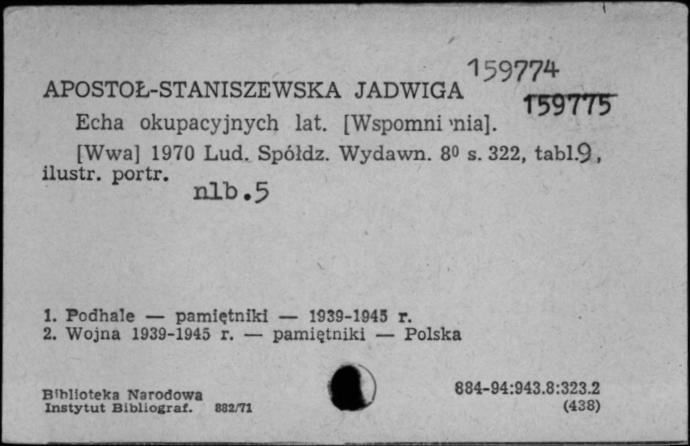 159774
APOSTOŁ-STANISZEWSKA JADWIGA
159775
Echa okupacyjnych lat. [Wspomni nia].
[Wwa] 1970 Lud. Spółdz. Wydawn. 8⁰ s. 322, tabl.9,
ilustr. portr.
nlb.5
1. Podhale — pamiętniki — 1939-1945 r.
2. Wojna 1939-1945 r. — pamiętniki — Polska
Biblioteka Narodowa
Instytut Bibliograf. 882/71
884-94:943.8:323.2
(438)